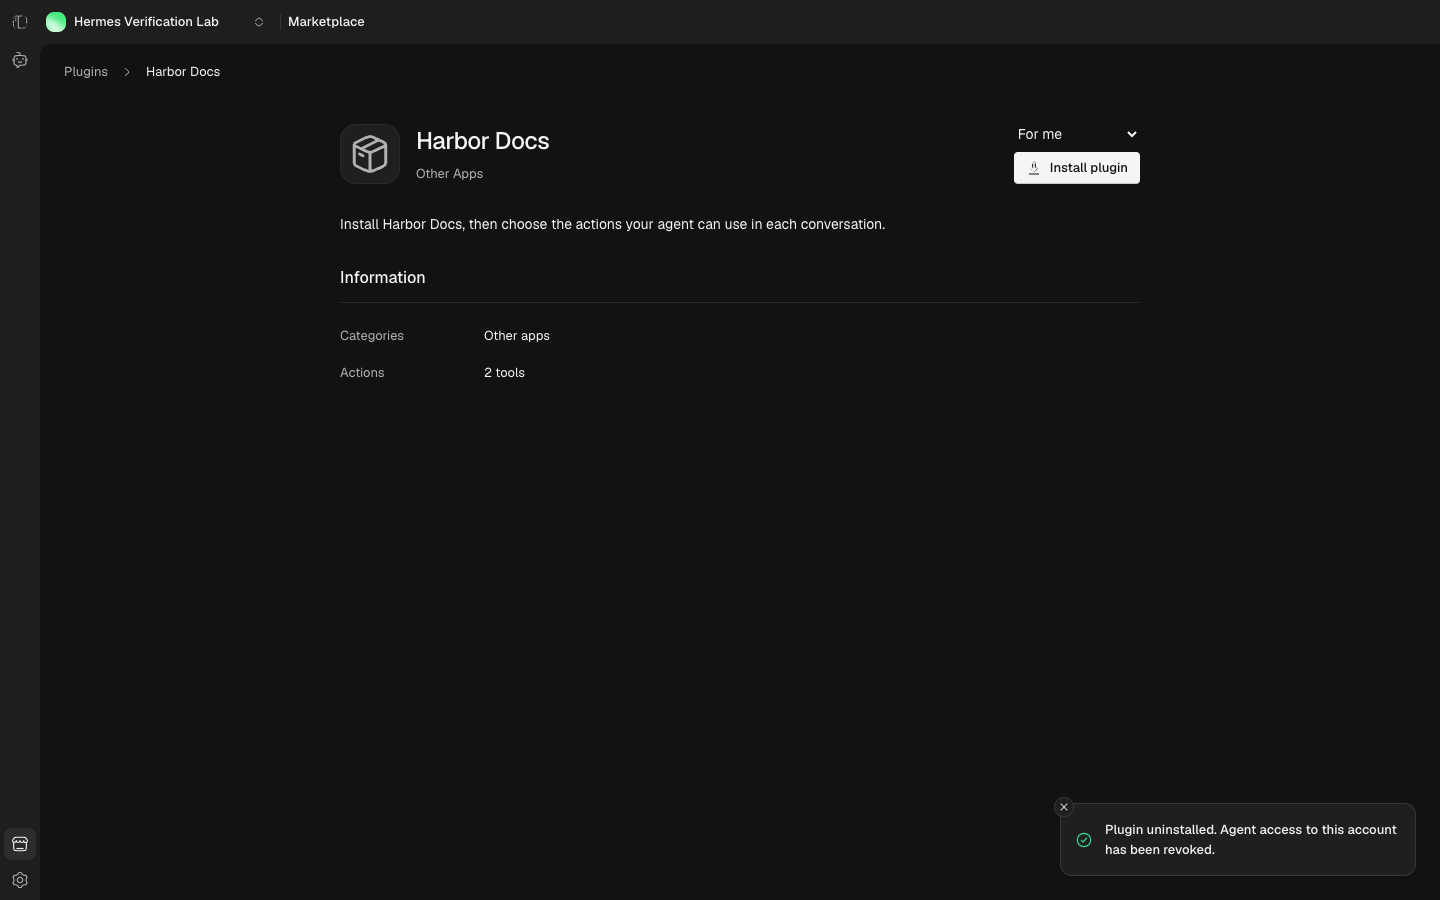 Hermes Verification Lab
Marketplace
Plugins
Harbor Docs
Harbor Docs
Other Apps
For me
Install plugin
Install Harbor Docs, then choose the actions your agent can use in each conversation.
Information
Categories
Other apps
Actions
2 tools
Plugin uninstalled. Agent access to this account
has been revoked.